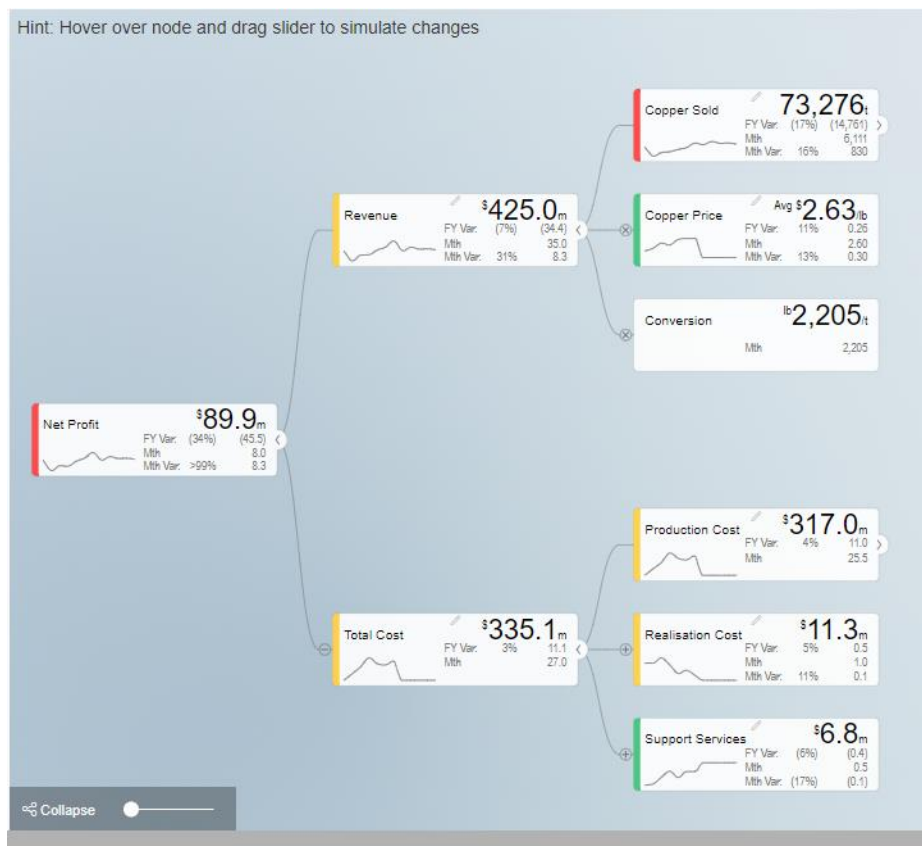 Hint: Hover over node and drag slider to simulate changes
Copper Sold 73,276t
FY Var. (17%) (14,761)
Mth 6,111
Mth Var. 16% 830
Revenue $425.0m
FY Var. (7%) (34.4)
Mth 35.0
Mth Var. 31% 8.3
Copper Price Avg $2.63/lb
FY Var. 11% 0.26
Mth 2.60
Mth Var. 13% 0.30
Conversion lb2,205/t
Mth 2,205
Net Profit $89.9m
FY Var. (34%) (45.5)
Mth 8.0
Mth Var. >99% 8.3
Production Cost $317.0m
FY Var. 4% 11.0
Mth 25.5
Total Cost $335.1m
FY Var. 3% 11.1
Mth 27.0
Realisation Cost $11.3m
FY Var. 5% 0.5
Mth 1.0
Mth Var. 11% 0.1
Support Services $6.8m
FY Var. (6%) (0.4)
Mth 0.5
Mth Var. (17%) (0.1)
Collapse